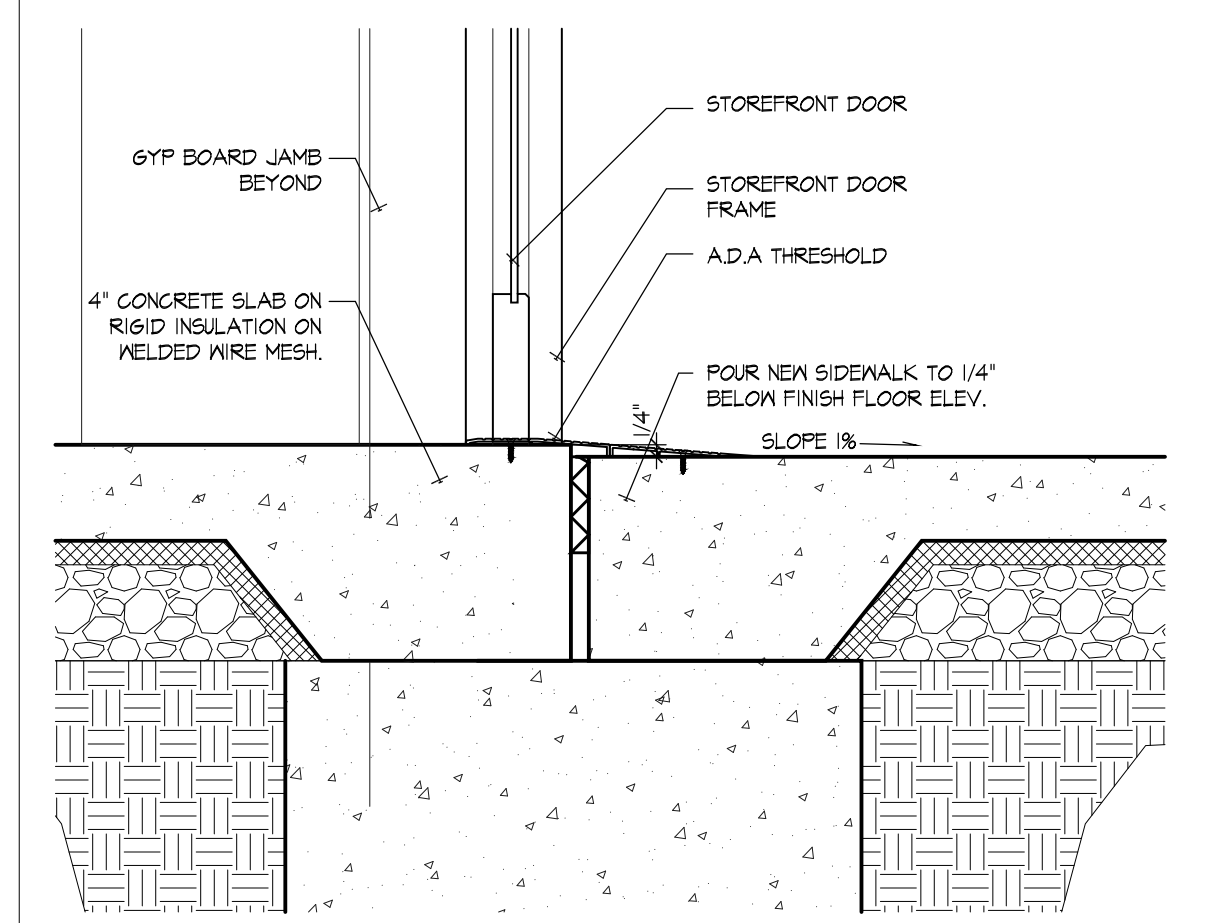 STOREFRONT DOOR
GYP BOARD JAMB
BEYOND
STOREFRONT DOOR
FRAME
A.D.A THRESHOLD
4" CONCRETE SLAB ON
RIGID INSULATION ON
WELDED WIRE MESH.
POUR NEW SIDEWALK TO 1/4"
BELOW FINISH FLOOR ELEV.
1/4"
SLOPE 1%